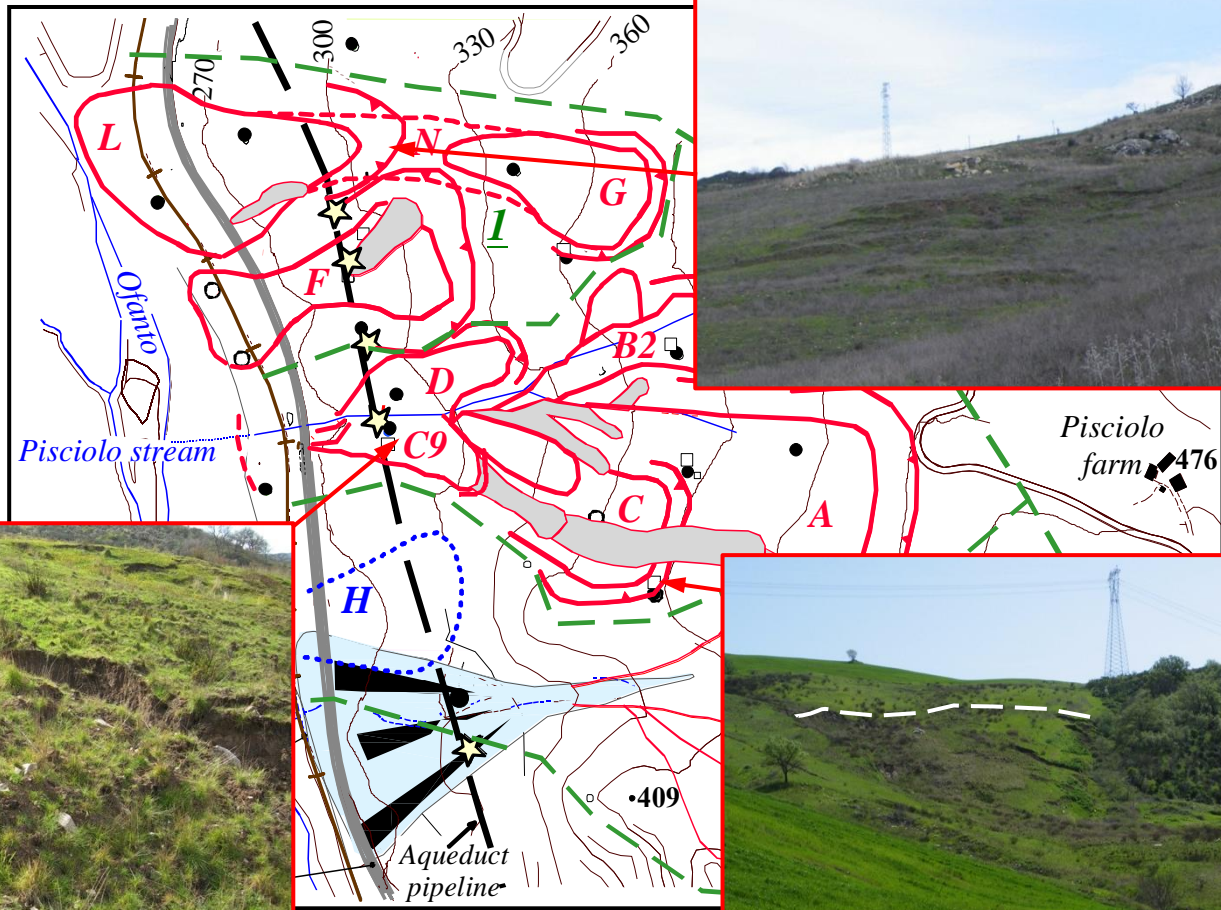 270
300
330
360
L
N
G
1
F
Ofanto
B2
D
Pisciolo stream
C9
C
A
Pisciolo
farm
476
H
409
Aqueduct
pipeline